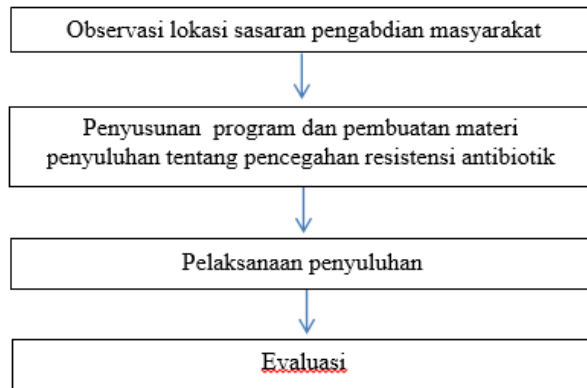 Observasi lokasi sasaran pengabdian masyarakat
Penyusunan program dan pembuatan materi
penyuluhan tentang pencegahan resistensi antibiotik
Pelaksanaan penyuluhan
Evaluasi